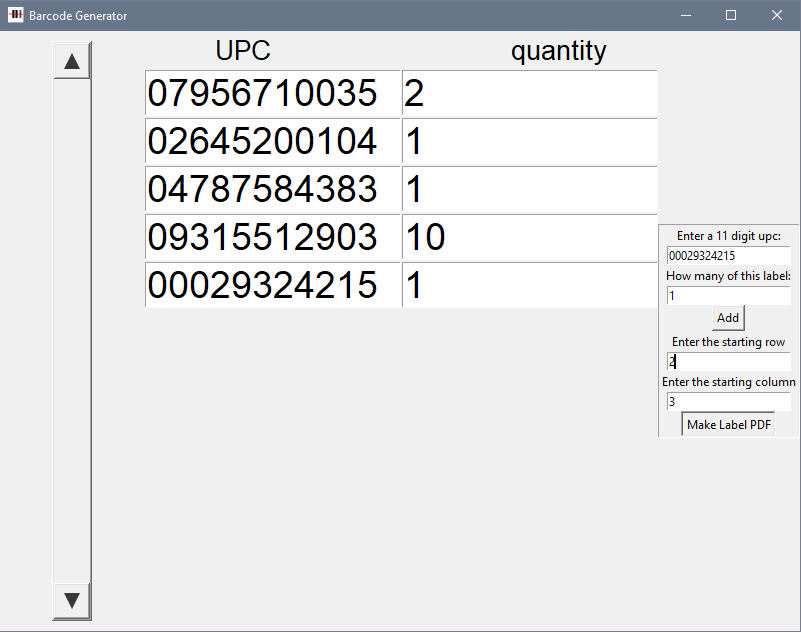 Barcode Generator
UPC quantity
07956710035 2
02645200104 1
04787584383 1
09315512903 10
00029324215 1
Enter a 11 digit upc:
00029324215
How many of this label:
1
Add
Enter the starting row
2
Enter the starting column
3
Make Label PDF